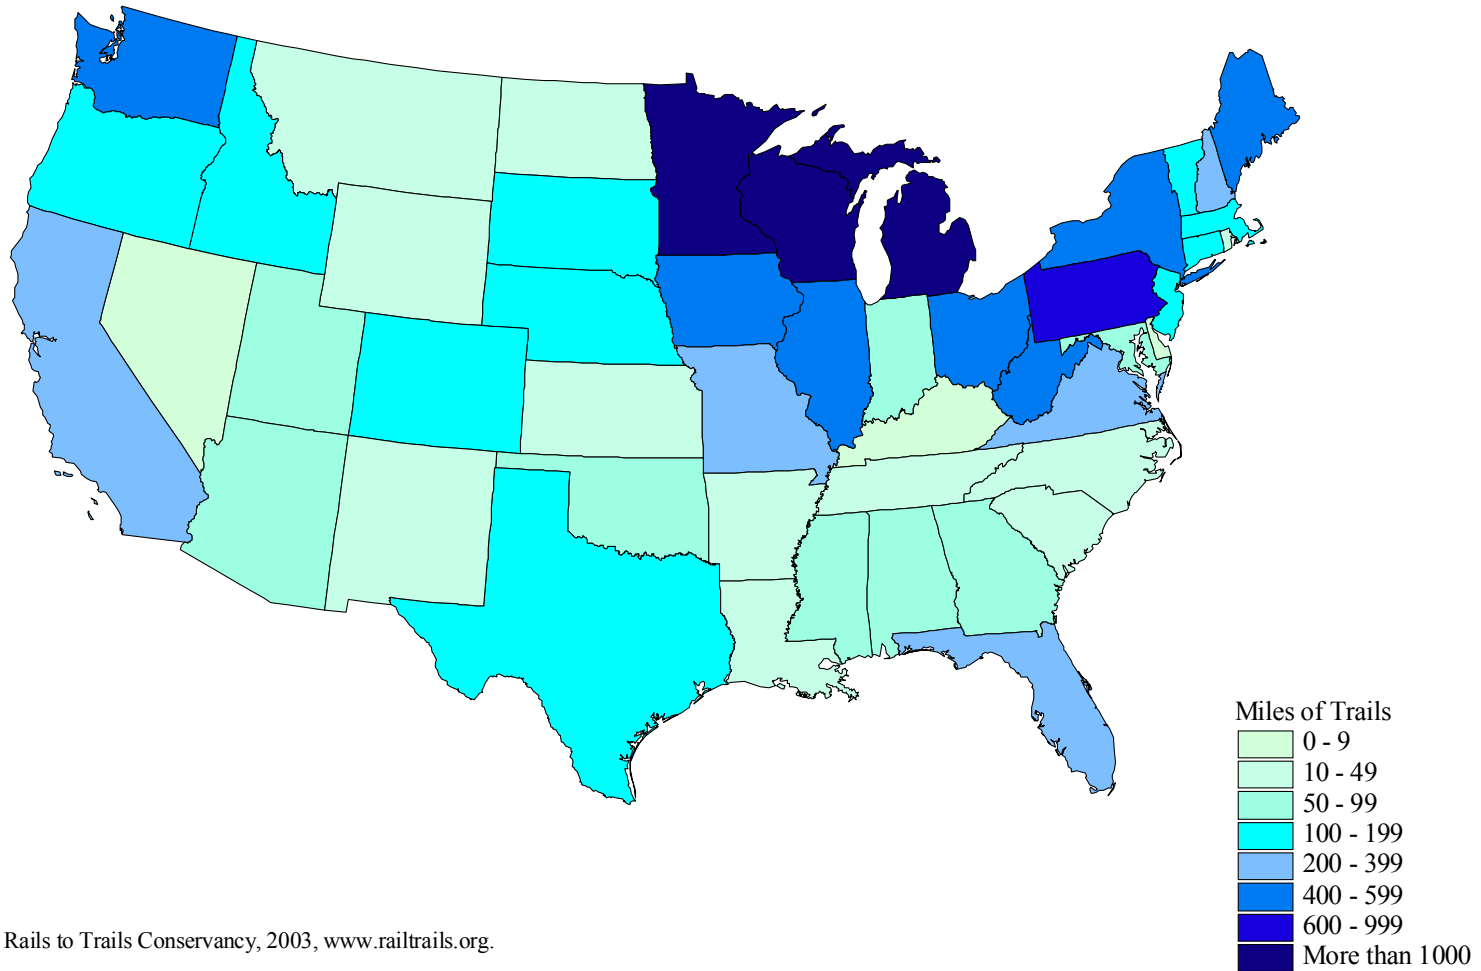 Miles of Trails
0 - 9
10 - 49
50 - 99
100 - 199
200 - 399
400 - 599
600 - 999
More than 1000
Rails to Trails Conservancy, 2003, www.railtrails.org.